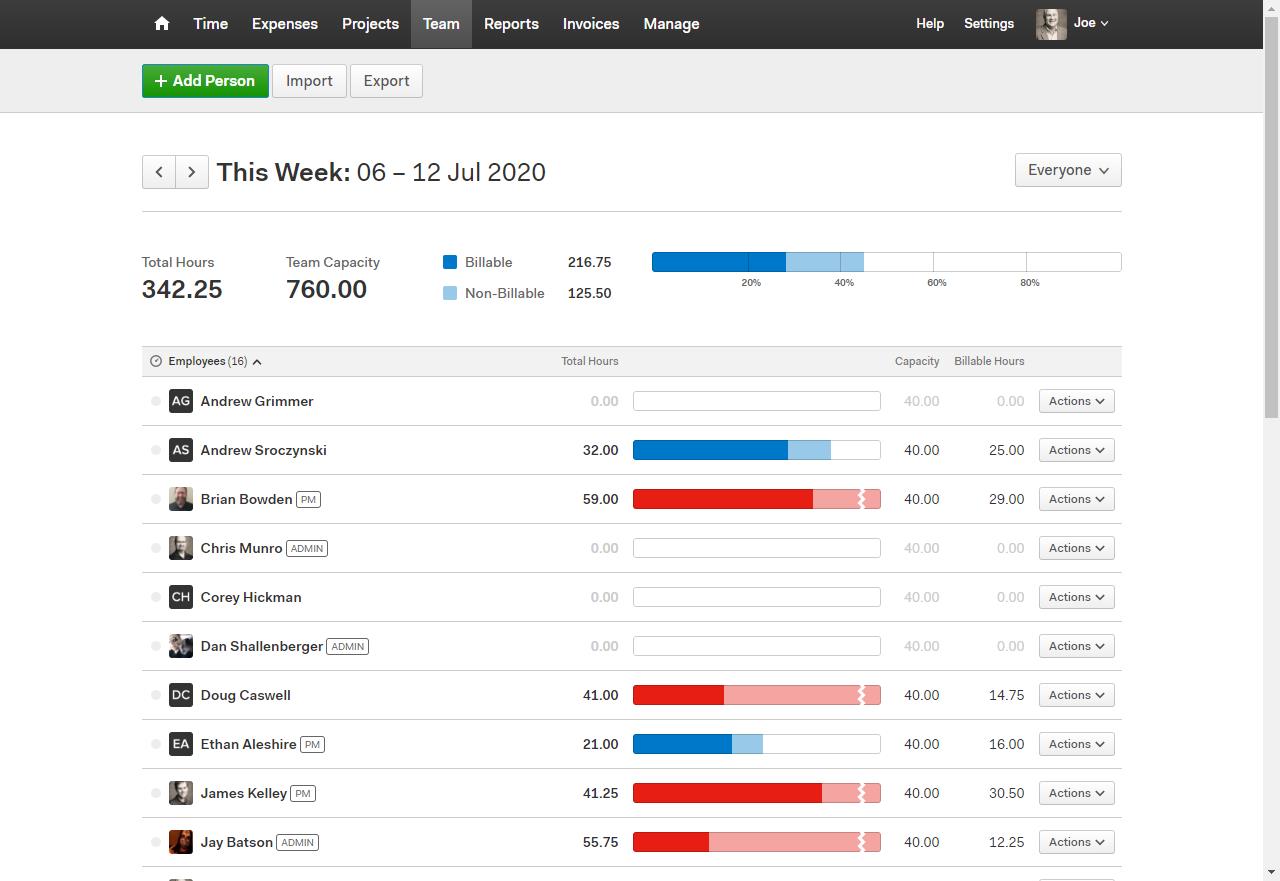 Time Expenses Projects Team Reports Invoices Manage Help Settings Joe
+ Add Person Import Export
This Week: 06 – 12 Jul 2020 Everyone
Total Hours Team Capacity Billable 216.75
342.25 760.00 Non-Billable 125.50
20% 40% 60% 80%
Employees (16) Total Hours Capacity Billable Hours
AG Andrew Grimmer 0.00 40.00 0.00 Actions
AS Andrew Sroczynski 32.00 40.00 25.00 Actions
Brian Bowden PM 59.00 40.00 29.00 Actions
Chris Munro ADMIN 0.00 40.00 0.00 Actions
CH Corey Hickman 0.00 40.00 0.00 Actions
Dan Shallenberger ADMIN 0.00 40.00 0.00 Actions
DC Doug Caswell 41.00 40.00 14.75 Actions
EA Ethan Aleshire PM 21.00 40.00 16.00 Actions
James Kelley PM 41.25 40.00 30.50 Actions
Jay Batson ADMIN 55.75 40.00 12.25 Actions